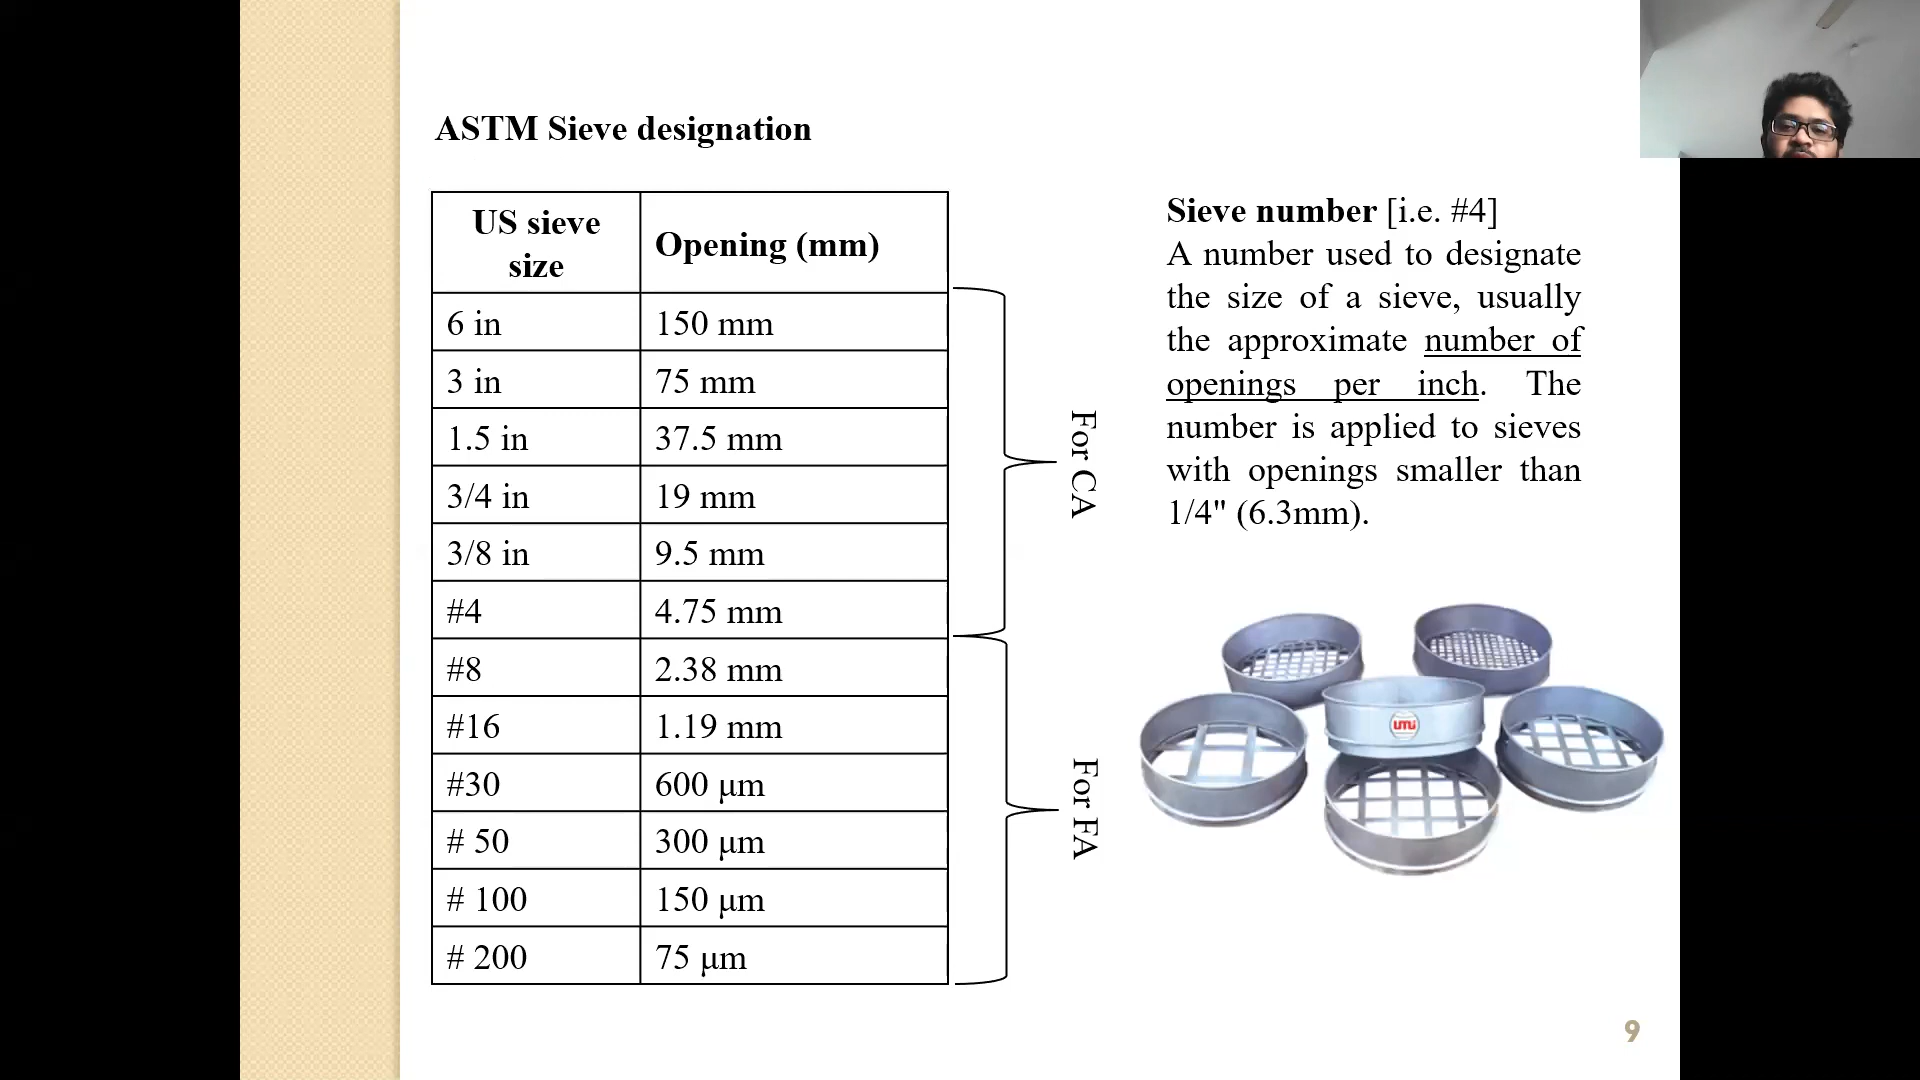 ASTM Sieve designation
US sieve
size
Opening (mm)
6 in
150 mm
3 in
75 mm
1.5 in
37.5 mm
3/4 in
19 mm
3/8 in
9.5 mm
#4
4.75 mm
#8
2.38 mm
#16
1.19 mm
#30
600 μm
# 50
300 μm
# 100
150 μm
# 200
75 μm
For CA
For FA
Sieve number [i.e. #4]
A number used to designate
the size of a sieve, usually
the approximate number of
openings per inch. The
number is applied to sieves
with openings smaller than
1/4" (6.3mm).
9